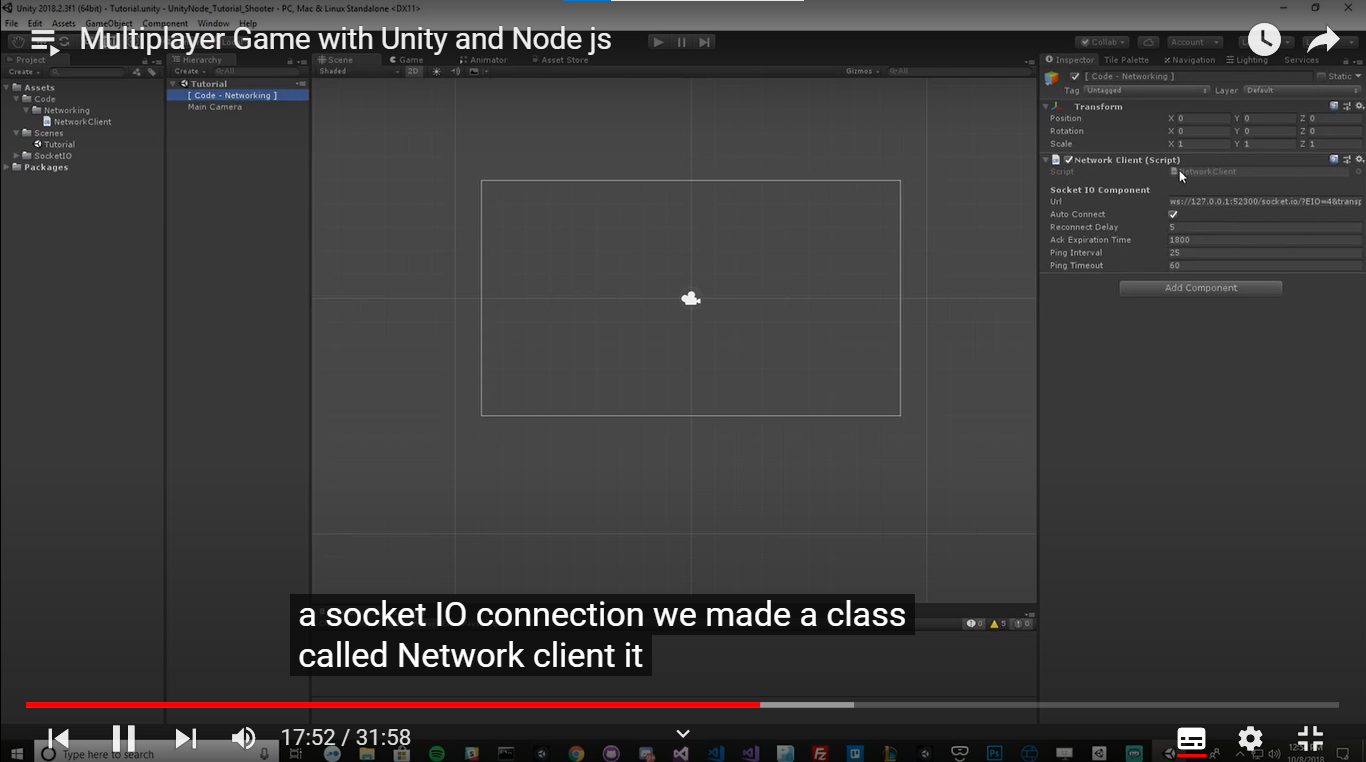 Unity 2018.2.3f1 (64bit) - Tutorial.unity - UnityNode_Tutorial_Shooter - PC, Mac & Linux Standalone <DX11>
File Edit Assets GameObject Component Window Help
Multiplayer Game with Unity and Node js
Collab Account
Project Hierarchy Scene Game Animator Asset Store Inspector Tile Palette Navigation Lighting Services
Create Create All Shaded 2D Gizmos All
[ Code - Networking ] Static
Tag Untagged Layer Default
Assets
Code
Networking
NetworkClient
Scenes
Tutorial
SocketIO
Packages
Tutorial
[ Code - Networking ]
Main Camera
Transform
Position X 0 Y 0 Z 0
Rotation X 0 Y 0 Z 0
Scale X 1 Y 1 Z 1
Network Client (Script)
Script NetworkClient
Socket IO Component
Url ws://127.0.0.1:52300/socket.io/?EIO=4&transp
Auto Connect
Reconnect Delay 5
Ack Expiration Time 1800
Ping Interval 25
Ping Timeout 60
Add Component
a socket IO connection we made a class
called Network client it
0 5 0
17:52 / 31:58
Type here to search
10/8/2018